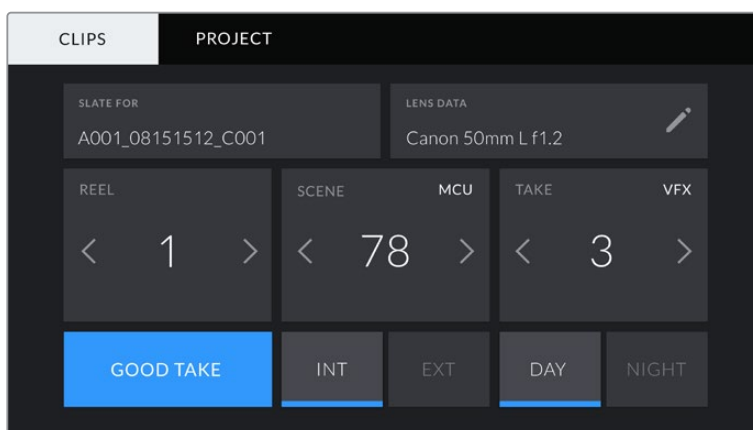 CLIPS PROJECT
SLATE FOR LENS DATA
A001_08151512_C001 Canon 50mm L f1.2
REEL SCENE MCU TAKE VFX
< 1 > < 78 > < 3 >
GOOD TAKE INT EXT DAY NIGHT